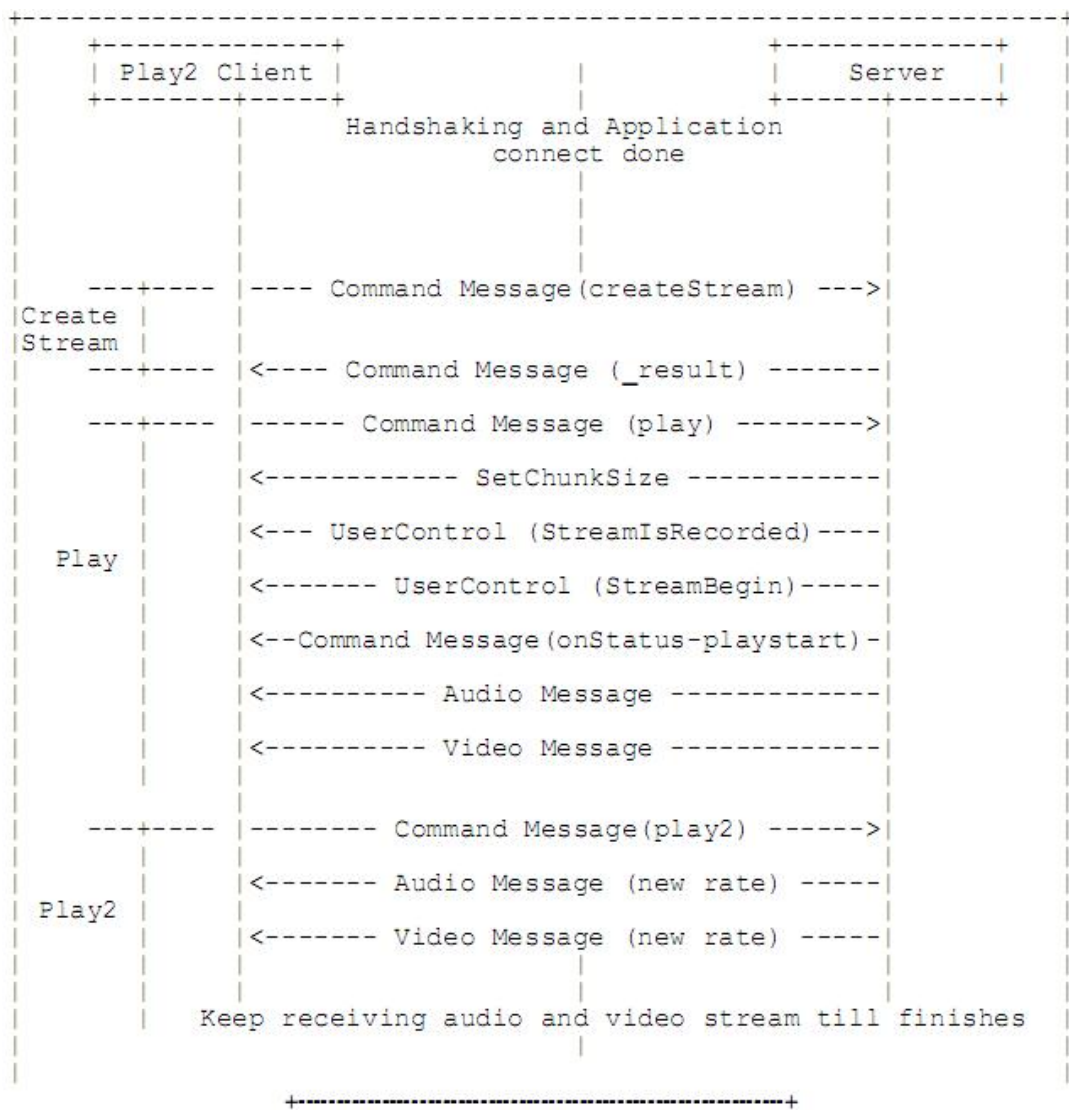 Play2 Client Server
Handshaking and Application
connect done
---+---- |---- Command Message(createStream) --->|
Create
Stream
---+---- |<---- Command Message (_result) -------|
---+---- |------ Command Message (play) -------->|
|<------------ SetChunkSize ------------|
|<--- UserControl (StreamIsRecorded)----|
Play
|<------- UserControl (StreamBegin)-----|
|<--Command Message(onStatus-playstart)-|
|<---------- Audio Message -------------|
|<---------- Video Message -------------|
---+---- |-------- Command Message(play2) ------>|
|<------- Audio Message (new rate) -----|
Play2
|<------- Video Message (new rate) -----|
Keep receiving audio and video stream till finishes